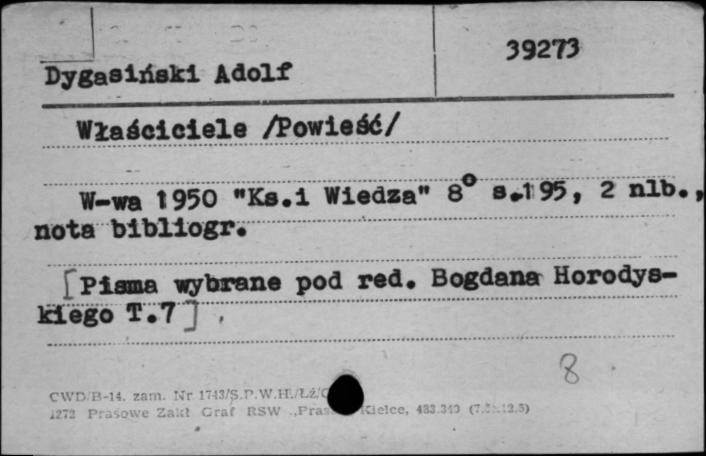 39273
Dygasiński Adolf
Właściciele /Powieść/
W-wa 1950 "Ks.i Wiedza" 8° s.195, 2 nlb.,
nota bibliogr.
[Pisma wybrane pod red. Bogdana Horodys-
kiego T.7]
8
CWD/B-14. zam. Nr 1743/S.P.W.H./Łź/
1272 Prasowe Zakł Graf RSW „Pras Kielce, 483.340